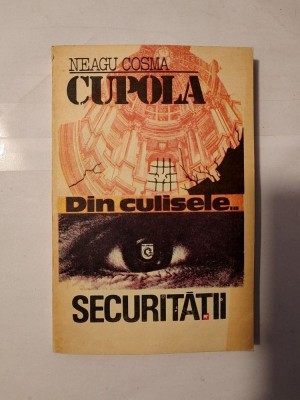 NEAGU COSMA
CUPOLA
Din culisele...
SECURITĂȚII